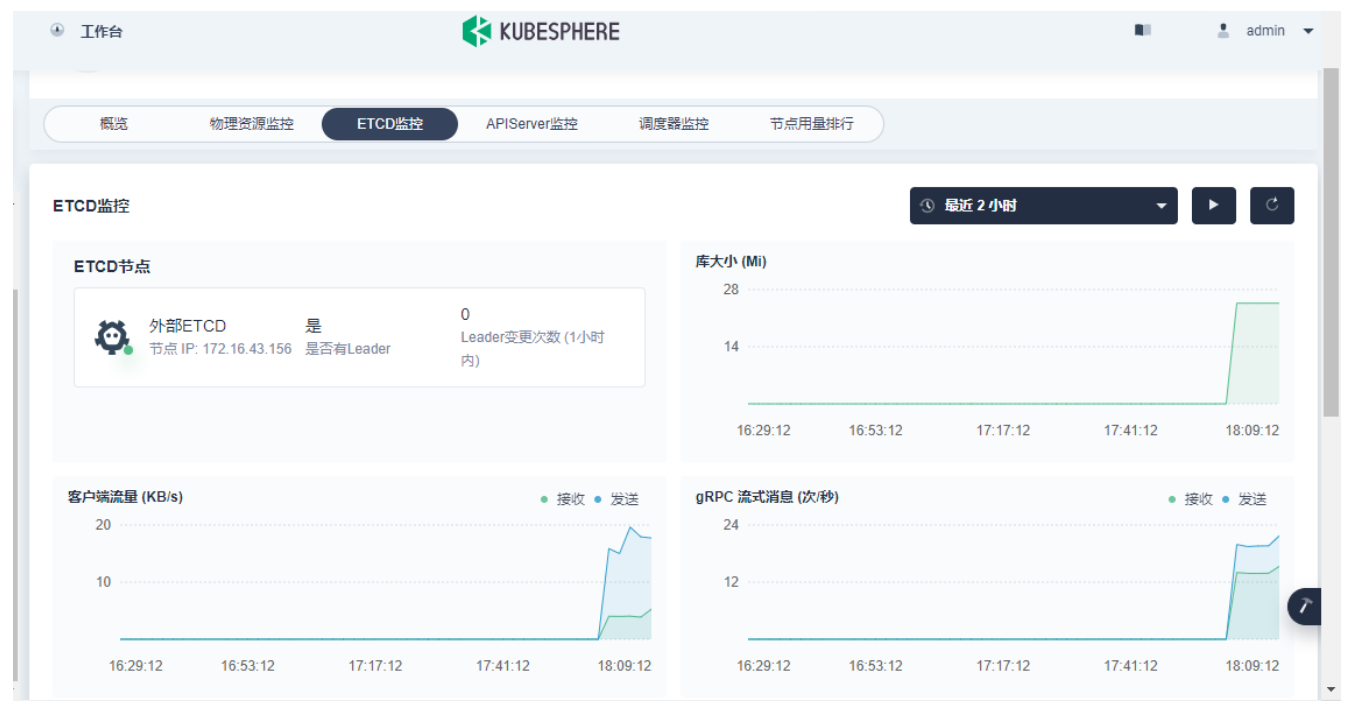 工作台
KUBESPHERE
admin
概览
物理资源监控
ETCD监控
APIServer监控
调度器监控
节点用量排行
ETCD监控
最近 2 小时
ETCD节点
外部ETCD
节点 IP: 172.16.43.156
是
是否有Leader
0
Leader变更次数 (1小时
内)
库大小 (Mi)
28
14
16:29:12 16:53:12 17:17:12 17:41:12 18:09:12
客户端流量 (KB/s)
接收 发送
20
10
16:29:12 16:53:12 17:17:12 17:41:12 18:09:12
gRPC 流式消息 (次/秒)
接收 发送
24
12
16:29:12 16:53:12 17:17:12 17:41:12 18:09:12